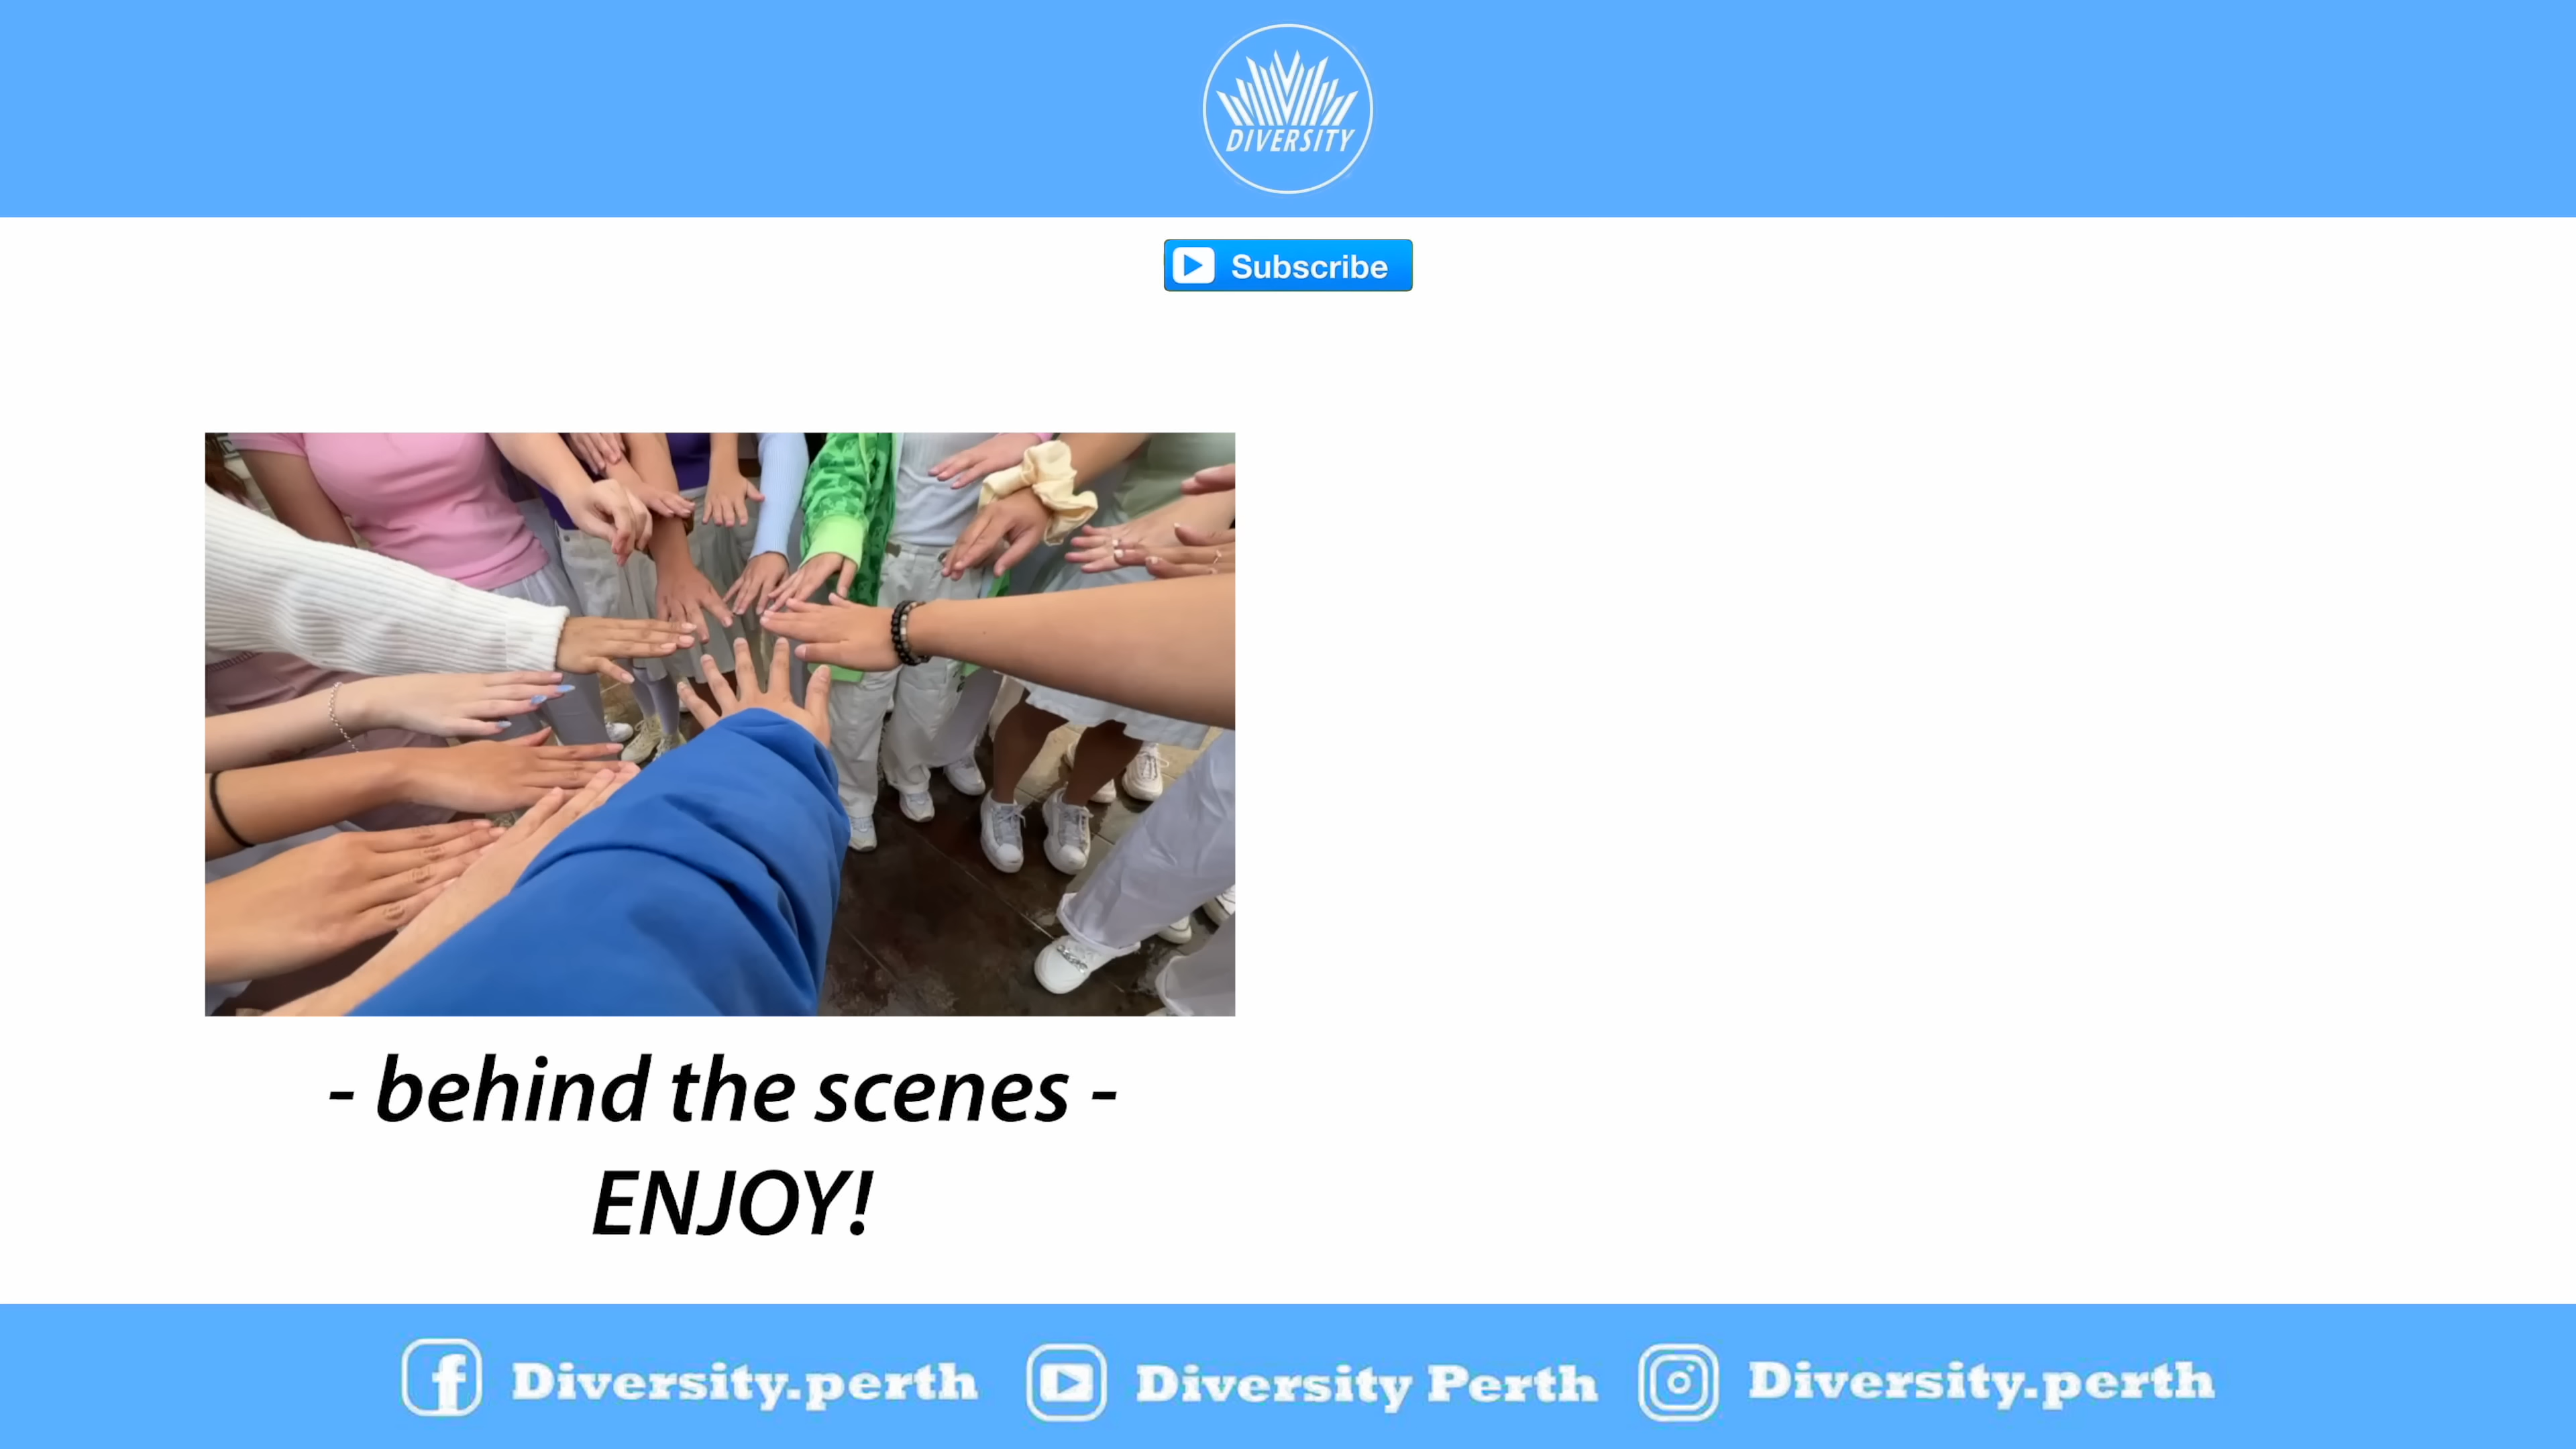 DIVERSITY
Subscribe
- behind the scenes -
ENJOY!
Diversity.perth
Diversity Perth
Diversity.perth